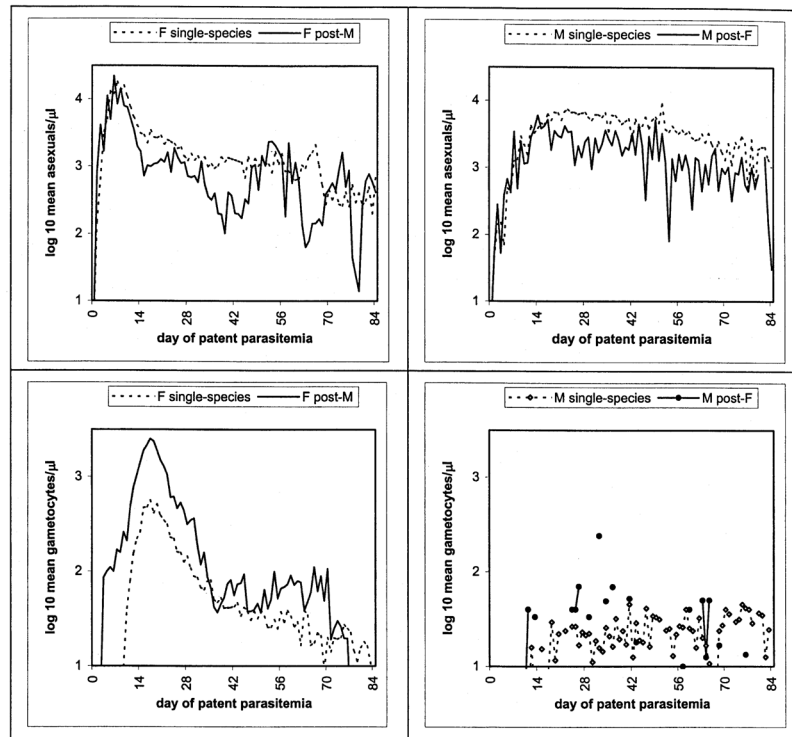 F single-species F post-M
log 10 mean asexuals/µl
4
3
2
1
0 14 28 42 56 70 84
day of patent parasitemia
M single-species M post-F
log 10 mean asexuals/µl
4
3
2
1
0 14 28 42 56 70 84
day of patent parasitemia
F single-species F post-M
log 10 mean gametocytes/µl
3
2
1
0 14 28 42 56 70 84
day of patent parasitemia
M single-species M post-F
log 10 mean gametocytes/µl
3
2
1
0 14 28 42 56 70 84
day of patent parasitemia